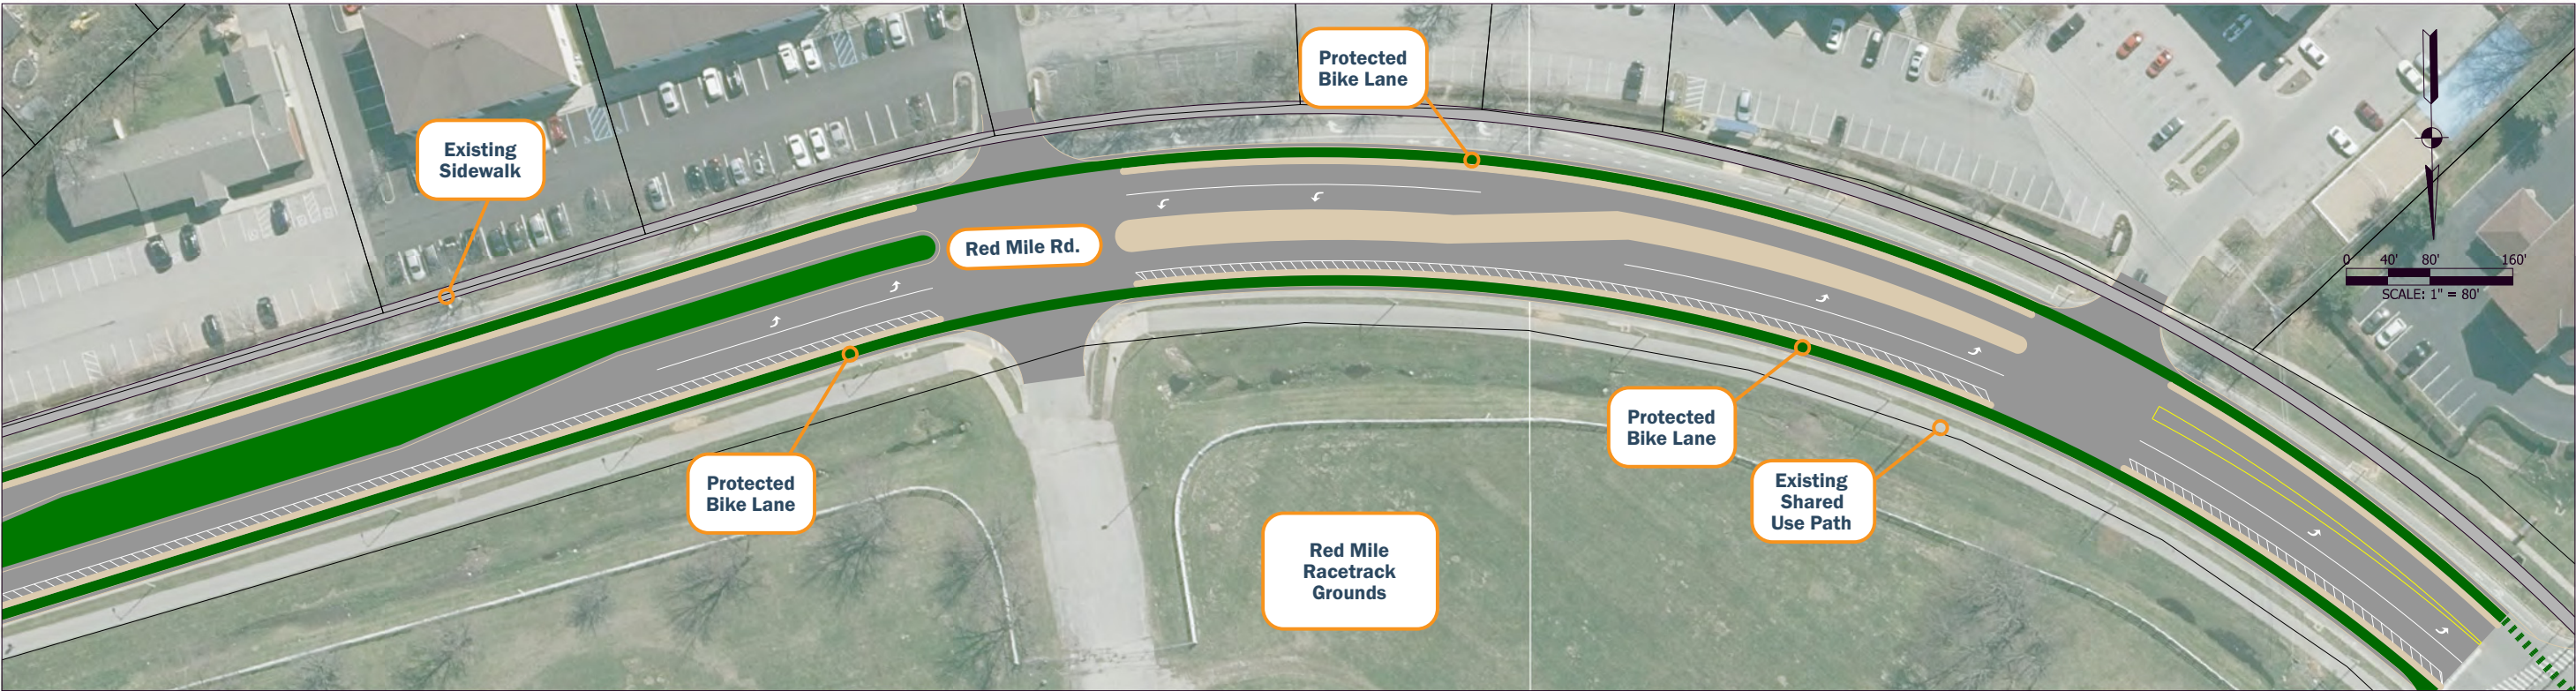 Protected
Bike Lane
Existing
Sidewalk
Red Mile Rd.
0 40' 80' 160'
SCALE: 1" = 80'
Protected
Bike Lane
Protected
Bike Lane
Existing
Shared
Use Path
Red Mile
Racetrack
Grounds